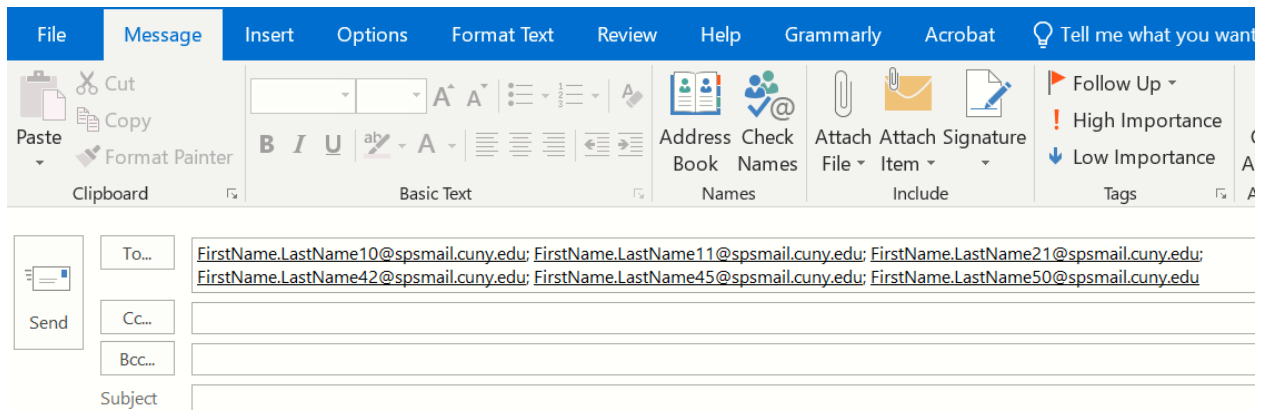 File Message Insert Options Format Text Review Help Grammarly Acrobat Tell me what you want
Cut
Copy
Format Painter
Paste
Clipboard
A A
B I U ab A
Basic Text
Address Book
Check Names
Names
Attach File
Attach Item
Signature
Include
Follow Up
High Importance
Low Importance
Tags
To...
FirstName.LastName10@spsmail.cuny.edu; FirstName.LastName11@spsmail.cuny.edu; FirstName.LastName21@spsmail.cuny.edu;
FirstName.LastName42@spsmail.cuny.edu; FirstName.LastName45@spsmail.cuny.edu; FirstName.LastName50@spsmail.cuny.edu
Send
Cc...
Bcc...
Subject